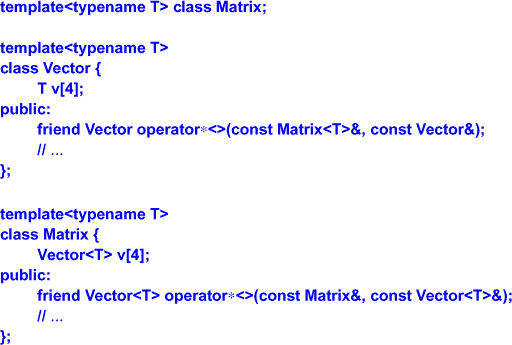 template<typename T> class Matrix;
template<typename T>
class Vector {
T v[4];
public:
friend Vector operator*<>(const Matrix<T>&, const Vector&);
// ...
};
template<typename T>
class Matrix {
Vector<T> v[4];
public:
friend Vector<T> operator*<>(const Matrix&, const Vector<T>&);
// ...
};